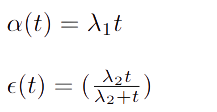 α(t) = λ₁t
ϵ(t) = (λ₂t / λ₂+t)